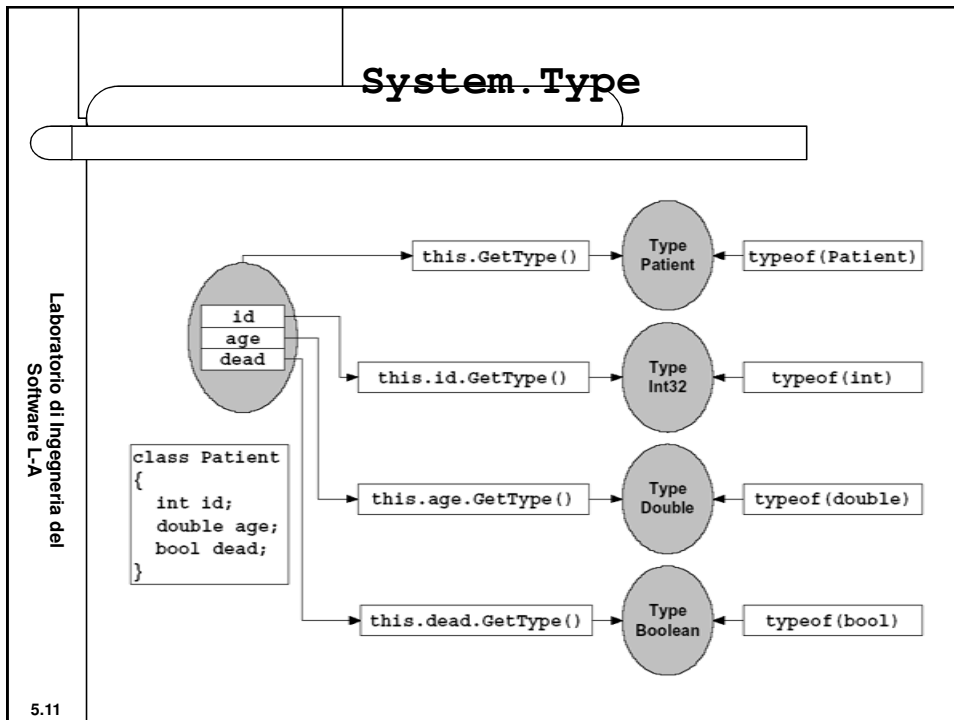 System.Type
Laboratorio di Ingegneria del
Software L-A
id
age
dead
class Patient
{
int id;
double age;
bool dead;
}
this.GetType()
Type
Patient
typeof(Patient)
this.id.GetType()
Type
Int32
typeof(int)
this.age.GetType()
Type
Double
typeof(double)
this.dead.GetType()
Type
Boolean
typeof(bool)
5.11